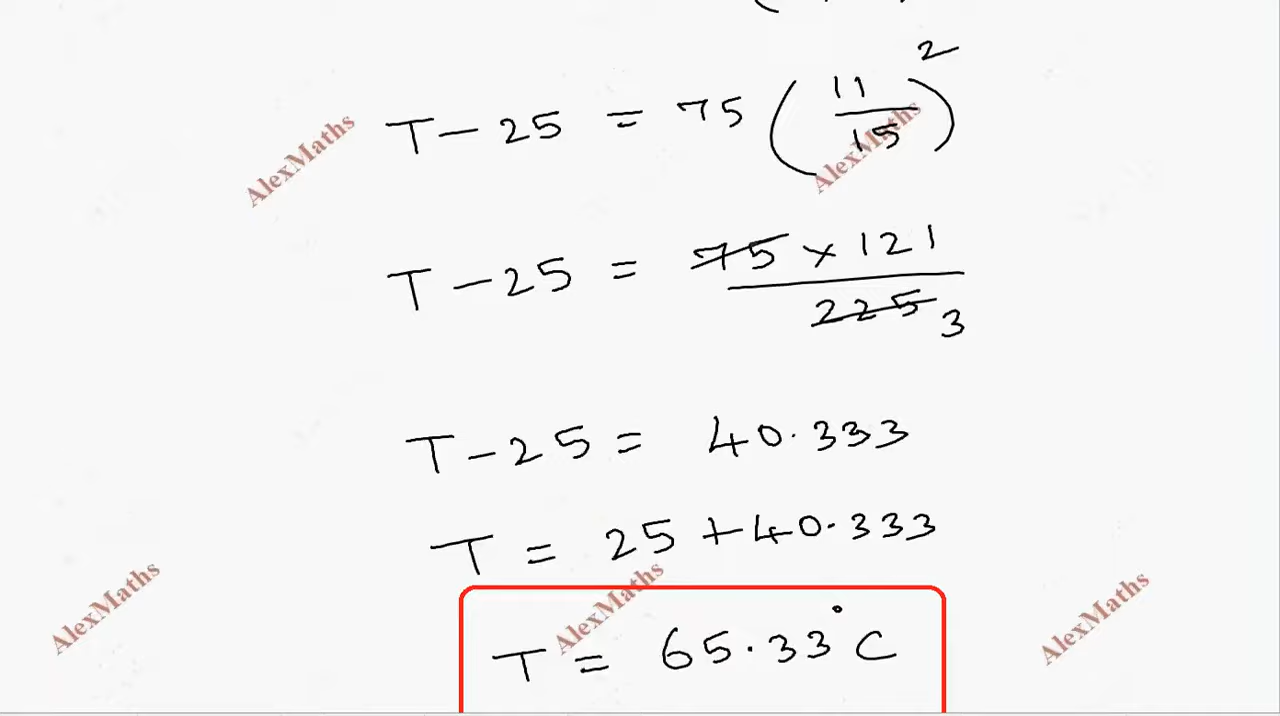 T - 25 = 75 (11/15)²
AlexMaths
AlexMaths
T - 25 = 75 × 121 / 225 3
T - 25 = 40.333
T = 25 + 40.333
AlexMaths
AlexMaths
AlexMaths
T = 65.33°C